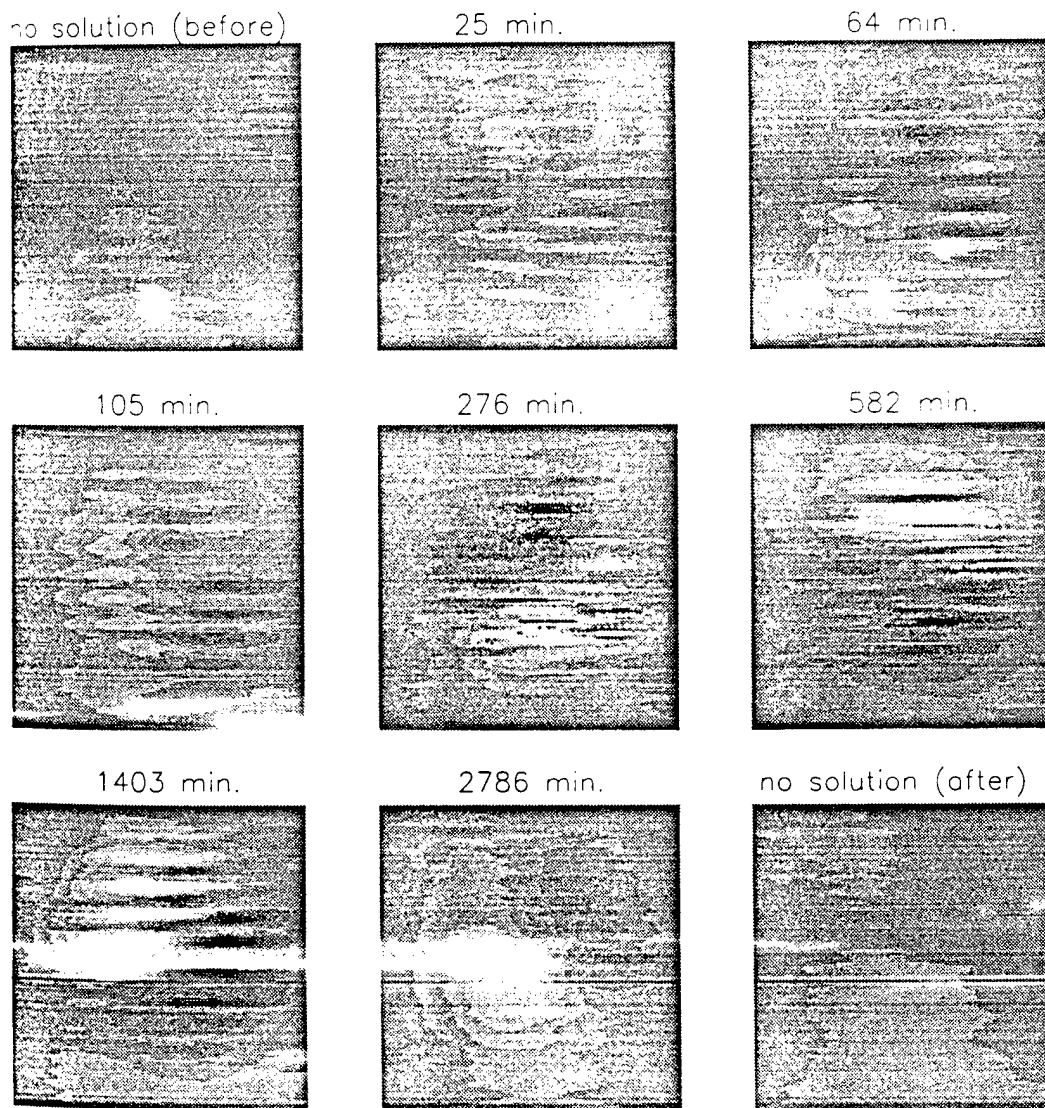 no solution (before)
25 min.
64 min.
105 min.
276 min.
582 min.
1403 min.
2786 min.
no solution (after)